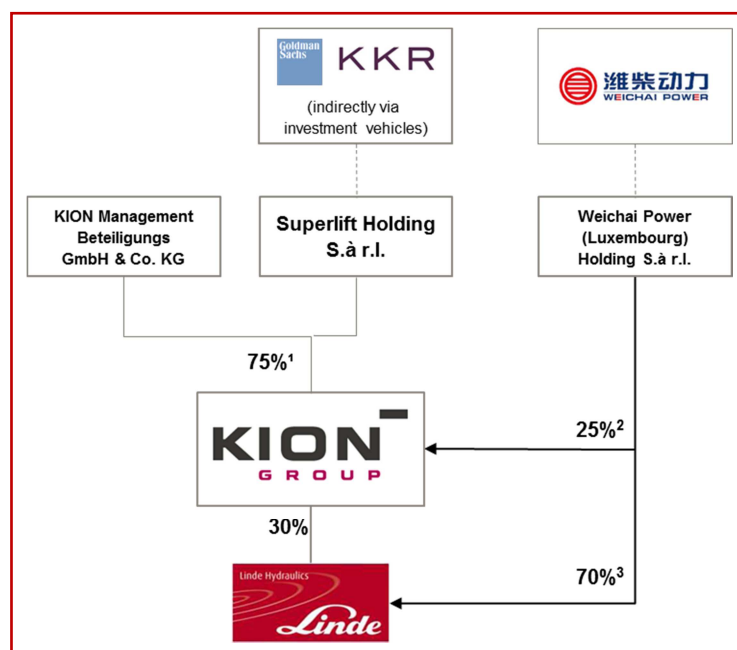 Goldman
Sachs
KKR
(indirectly via
investment vehicles)
潍柴动力
WEICHAI POWER
KION Management
Beteiligungs
GmbH & Co. KG
Superlift Holding
S.à r.l.
Weichai Power
(Luxembourg)
Holding S.à r.l.
75%¹
KION
GROUP
25%²
30%
Linde Hydraulics
Linde
70%³